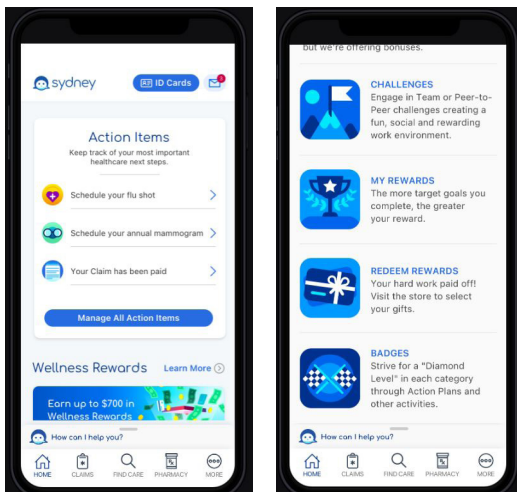 sydney
ID Cards
Action Items
Keep track of your most important
healthcare next steps.
Schedule your flu shot
Schedule your annual mammogram
Your Claim has been paid
Manage All Action Items
Wellness Rewards
Learn More
Earn up to $700 in
Wellness Rewards
How can I help you?
HOME
CLAIMS
FIND CARE
PHARMACY
MORE
but we're offering bonuses.
CHALLENGES
Engage in Team or Peer-to-
Peer challenges creating a
fun, social and rewarding
work environment.
MY REWARDS
The more target goals you
complete, the greater
your reward.
REDEEM REWARDS
Your hard work paid off!
Visit the store to select
your gifts.
BADGES
Strive for a "Diamond
Level" in each category
through Action Plans and
other activities.
How can I help you?
HOME
CLAIMS
FIND CARE
PHARMACY
MORE